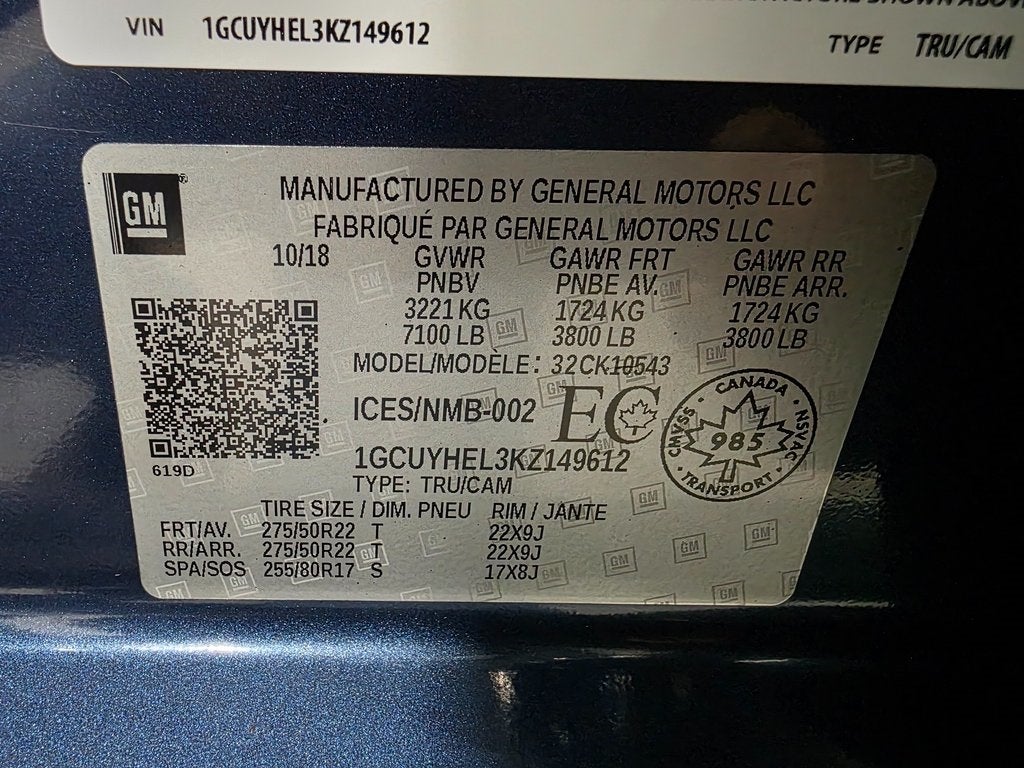 SHOWN ABOV
VIN 1GCUYHEL3KZ149612
TYPE TRU/CAM
GM
MANUFACTURED BY GENERAL MOTORS LLC
FABRIQUÉ PAR GENERAL MOTORS LLC
10/18 GVWR GAWR FRT GAWR RR
PNBV PNBE AV. PNBE ARR.
3221 KG 1724 KG 1724 KG
7100 LB 3800 LB 3800 LB
MODEL/MODÈLE: 32CK10543
ICES/NMB-002 EC
CANADA
CMVSS NSVAC
985
TRANSPORT
1GCUYHEL3KZ149612
619D
TYPE: TRU/CAM
TIRE SIZE / DIM. PNEU RIM / JANTE
FRT/AV. 275/50R22 T 22X9J
RR/ARR. 275/50R22 T 22X9J
SPA/SOS 255/80R17 S 17X8J